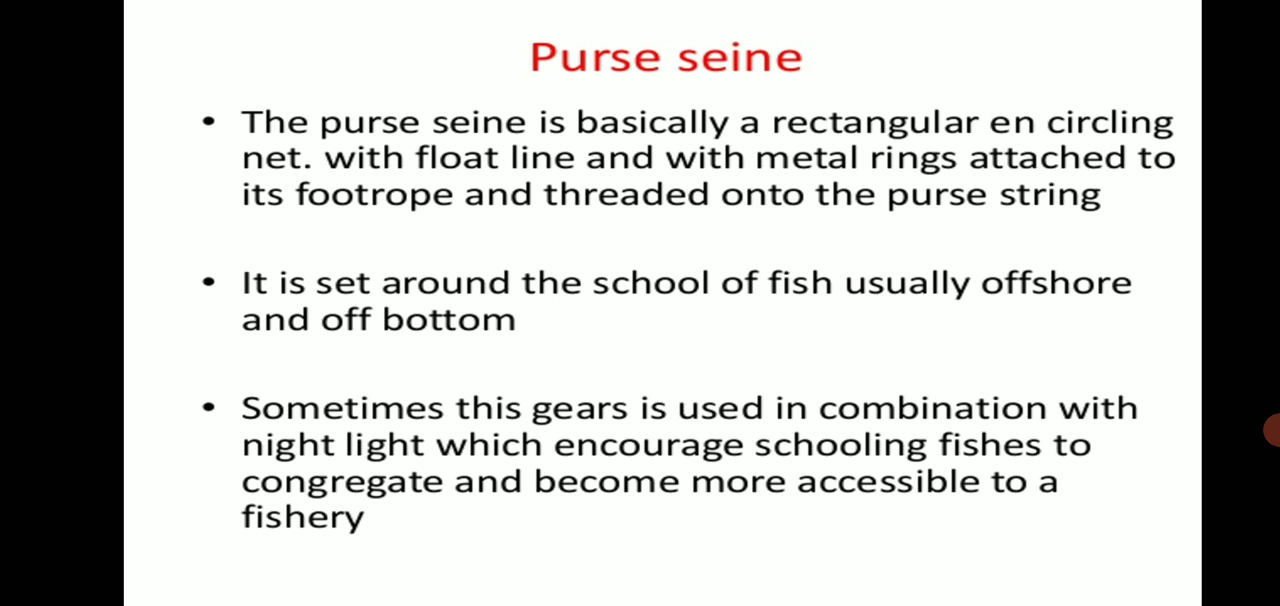 Purse seine
• The purse seine is basically a rectangular en circling
net. with float line and with metal rings attached to
its footrope and threaded onto the purse string
• It is set around the school of fish usually offshore
and off bottom
• Sometimes this gears is used in combination with
night light which encourage schooling fishes to
congregate and become more accessible to a
fishery